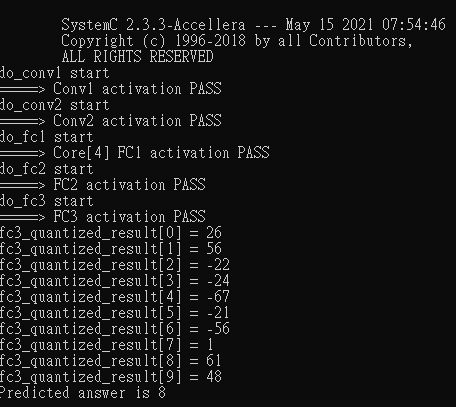 SystemC 2.3.3-Accellera --- May 15 2021 07:54:46
Copyright (c) 1996-2018 by all Contributors,
ALL RIGHTS RESERVED
do_conv1 start
=====> Conv1 activation PASS
do_conv2 start
=====> Conv2 activation PASS
do_fc1 start
=====> Core[4] FC1 activation PASS
do_fc2 start
=====> FC2 activation PASS
do_fc3 start
=====> FC3 activation PASS
fc3_quantized_result[0] = 26
fc3_quantized_result[1] = 56
fc3_quantized_result[2] = -22
fc3_quantized_result[3] = -24
fc3_quantized_result[4] = -67
fc3_quantized_result[5] = -21
fc3_quantized_result[6] = -56
fc3_quantized_result[7] = 1
fc3_quantized_result[8] = 61
fc3_quantized_result[9] = 48
Predicted answer is 8